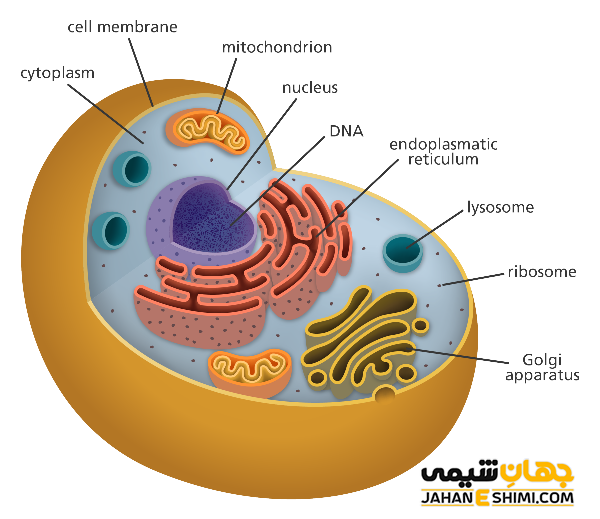 cell membrane
mitochondrion
cytoplasm
nucleus
DNA
endoplasmatic
reticulum
lysosome
ribosome
Golgi
apparatus
جهان شیمی
JAHANESHIMI.COM